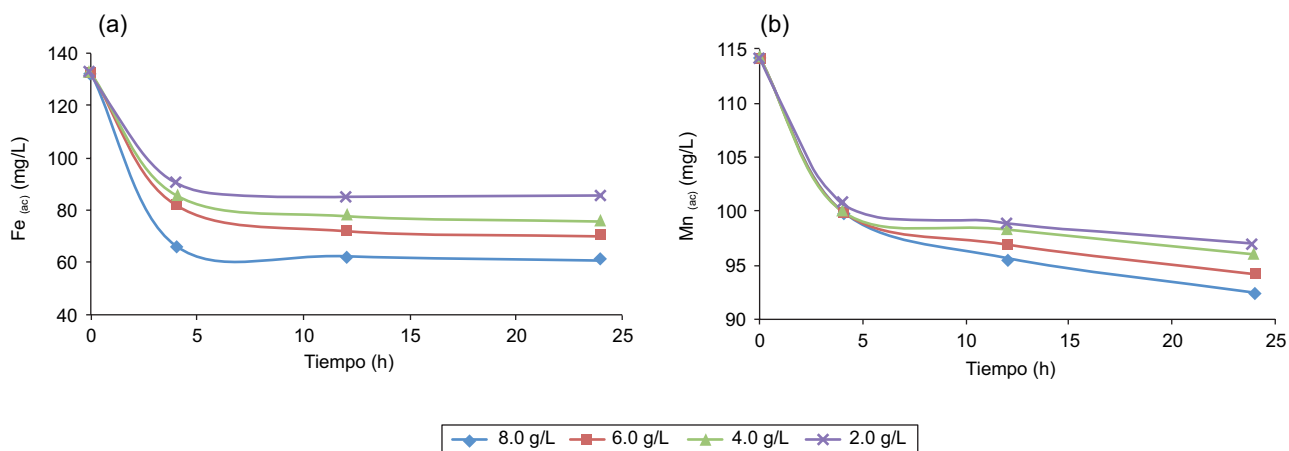 (a)
140
120
100
80
60
40
0 5 10 15 20 25
Fe (ac) (mg/L)
Tiempo (h)
(b)
115
110
105
100
95
90
0 5 10 15 20 25
Mn (ac) (mg/L)
Tiempo (h)
8.0 g/L 6.0 g/L 4.0 g/L 2.0 g/L